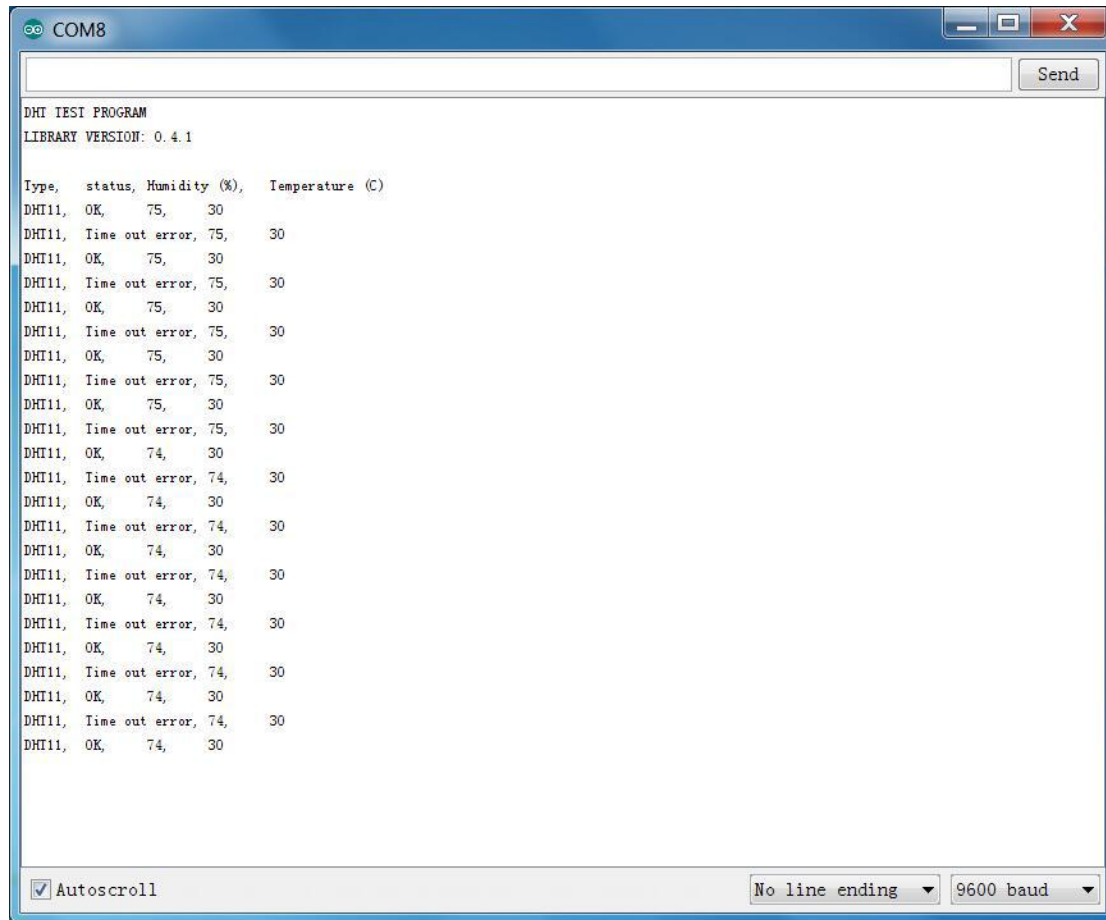 COM8
Send
DHT TEST PROGRAM
LIBRARY VERSION: 0.4.1
Type, status, Humidity (%), Temperature (C)
DHT11, OK, 75, 30
DHT11, Time out error, 75, 30
DHT11, OK, 75, 30
DHT11, Time out error, 75, 30
DHT11, OK, 75, 30
DHT11, Time out error, 75, 30
DHT11, OK, 75, 30
DHT11, Time out error, 75, 30
DHT11, OK, 75, 30
DHT11, Time out error, 75, 30
DHT11, OK, 74, 30
DHT11, Time out error, 74, 30
DHT11, OK, 74, 30
DHT11, Time out error, 74, 30
DHT11, OK, 74, 30
DHT11, Time out error, 74, 30
DHT11, OK, 74, 30
DHT11, Time out error, 74, 30
DHT11, OK, 74, 30
DHT11, Time out error, 74, 30
DHT11, OK, 74, 30
DHT11, Time out error, 74, 30
DHT11, OK, 74, 30
Autoscroll No line ending 9600 baud